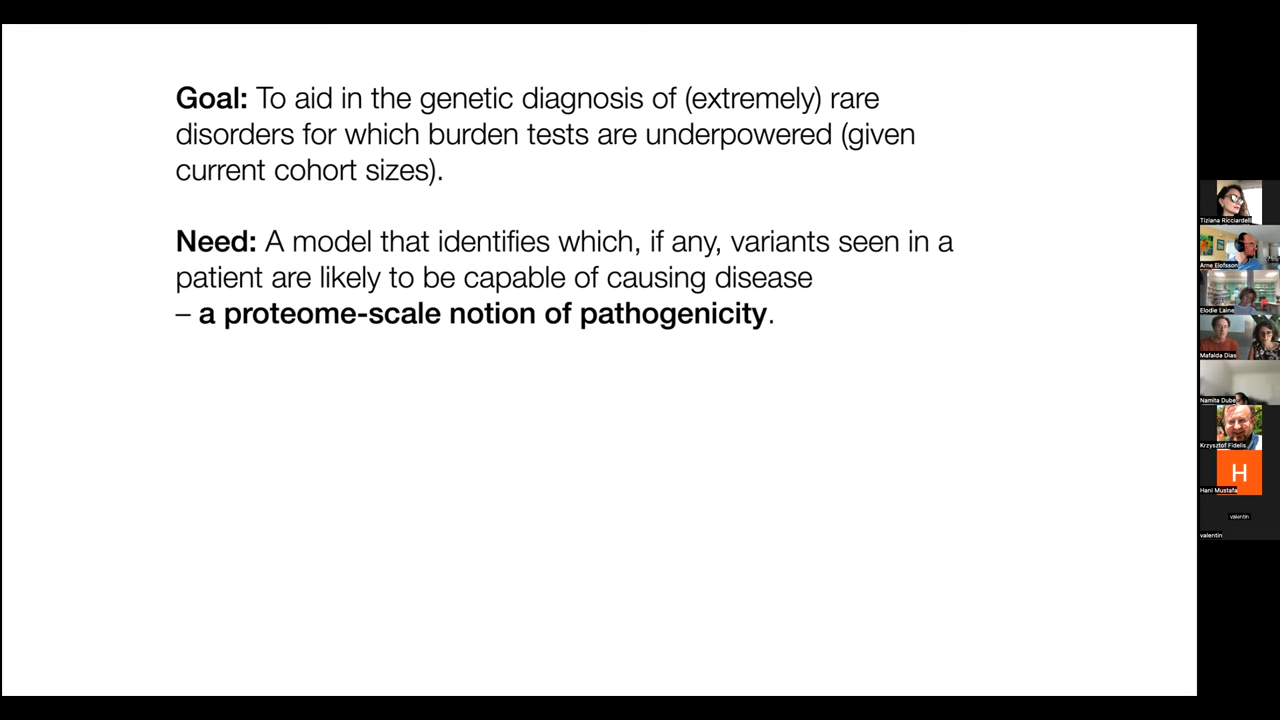 Goal: To aid in the genetic diagnosis of (extremely) rare
disorders for which burden tests are underpowered (given
current cohort sizes).
Need: A model that identifies which, if any, variants seen in a
patient are likely to be capable of causing disease
– a proteome-scale notion of pathogenicity.
Tiziana Ricciardelli
Arne Elofsson
Elodie Laine
Mafalda Dias
Namita Dube
Krzysztof Fidelis
H
Hani Mustafa
valentin
valentin